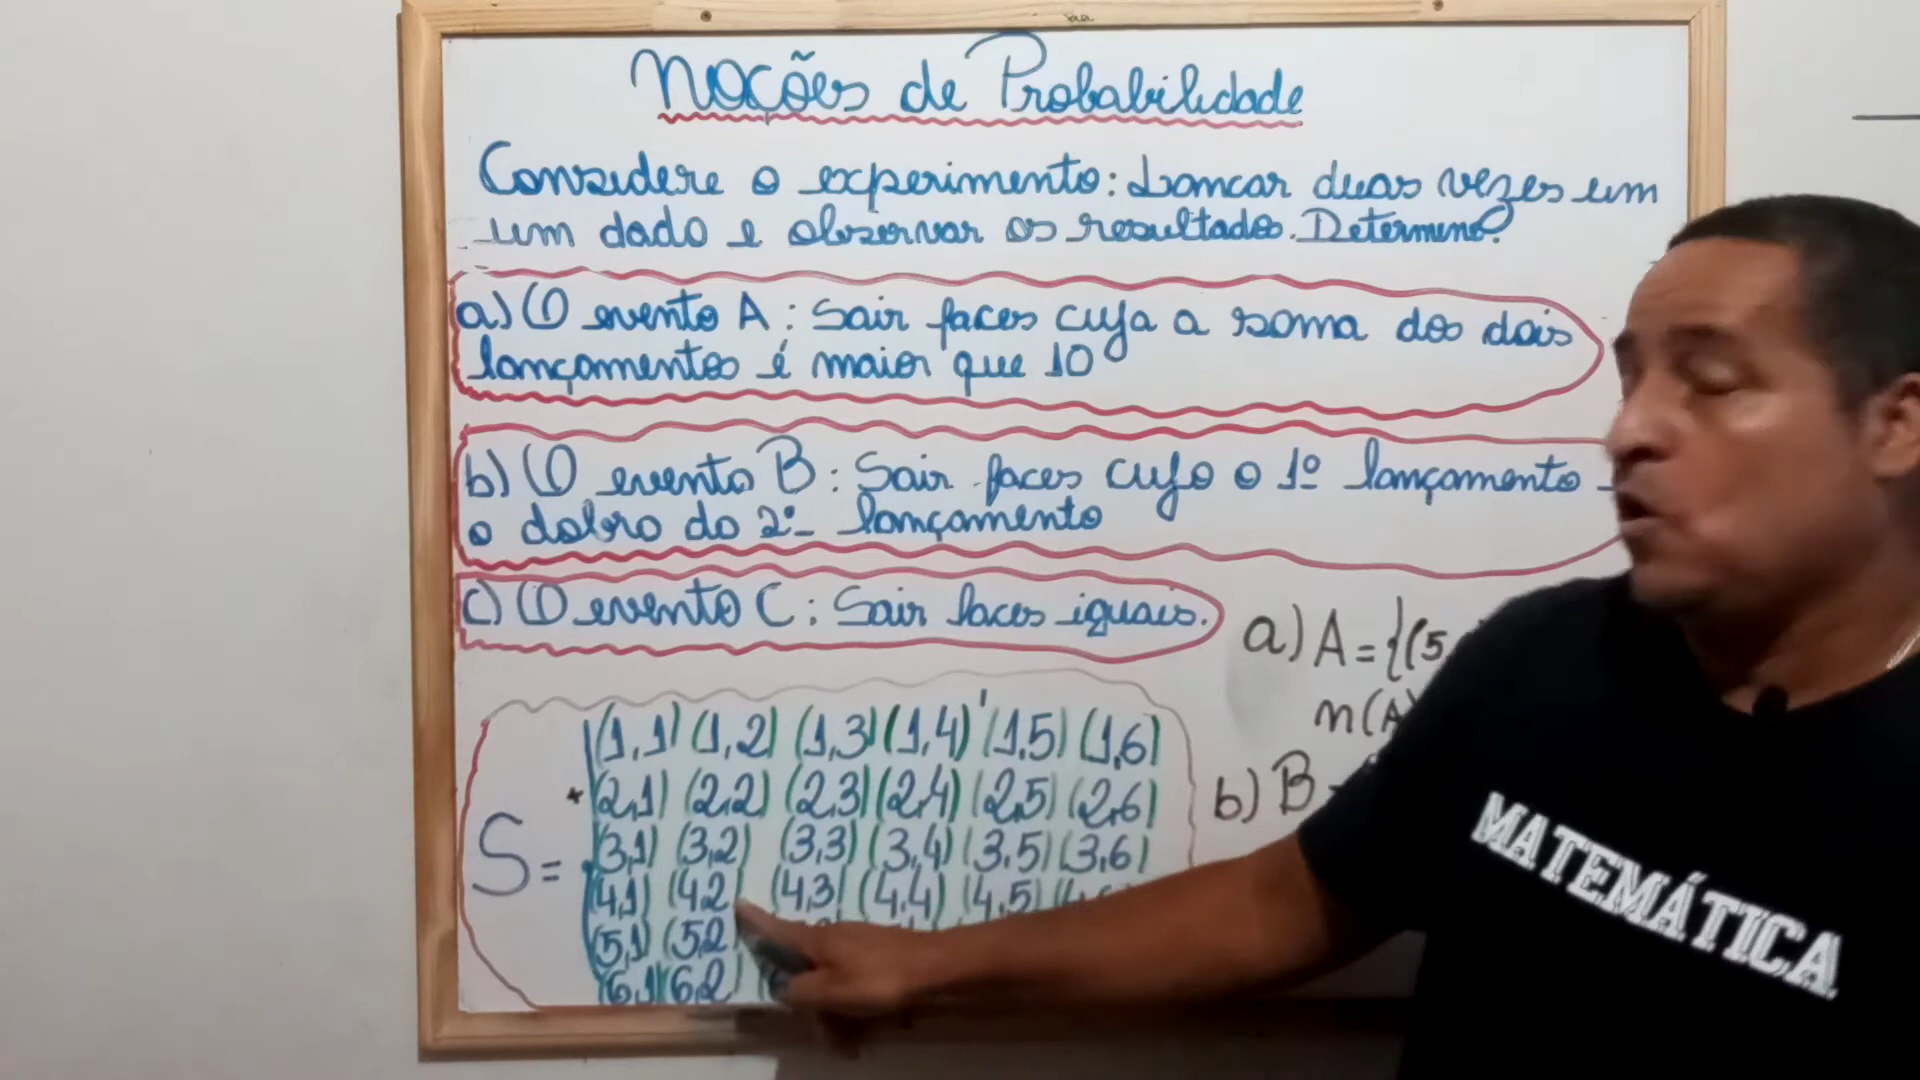 Noções de Probabilidade
Considere o experimento: Lancar duas vezes um
um dado e observar os resultados. Determine:
a) O evento A: Sair faces cuja a soma dos dois
lançamentos é maior que 10
b) O evento B: Sair faces cujo o 1º lançamento
o dobro do 2º lançamento
c) O evento C: Sair faces iguais.
a) A = {(5,
n(A)
b) B =
S =
(1,1) (1,2) (1,3) (1,4) (1,5) (1,6)
(2,1) (2,2) (2,3) (2,4) (2,5) (2,6)
(3,1) (3,2) (3,3) (3,4) (3,5) (3,6)
(4,1) (4,2) (4,3) (4,4) (4,5) (4,
(5,1) (5,2)
(6,1) (6,2)
MATEMÁTICA